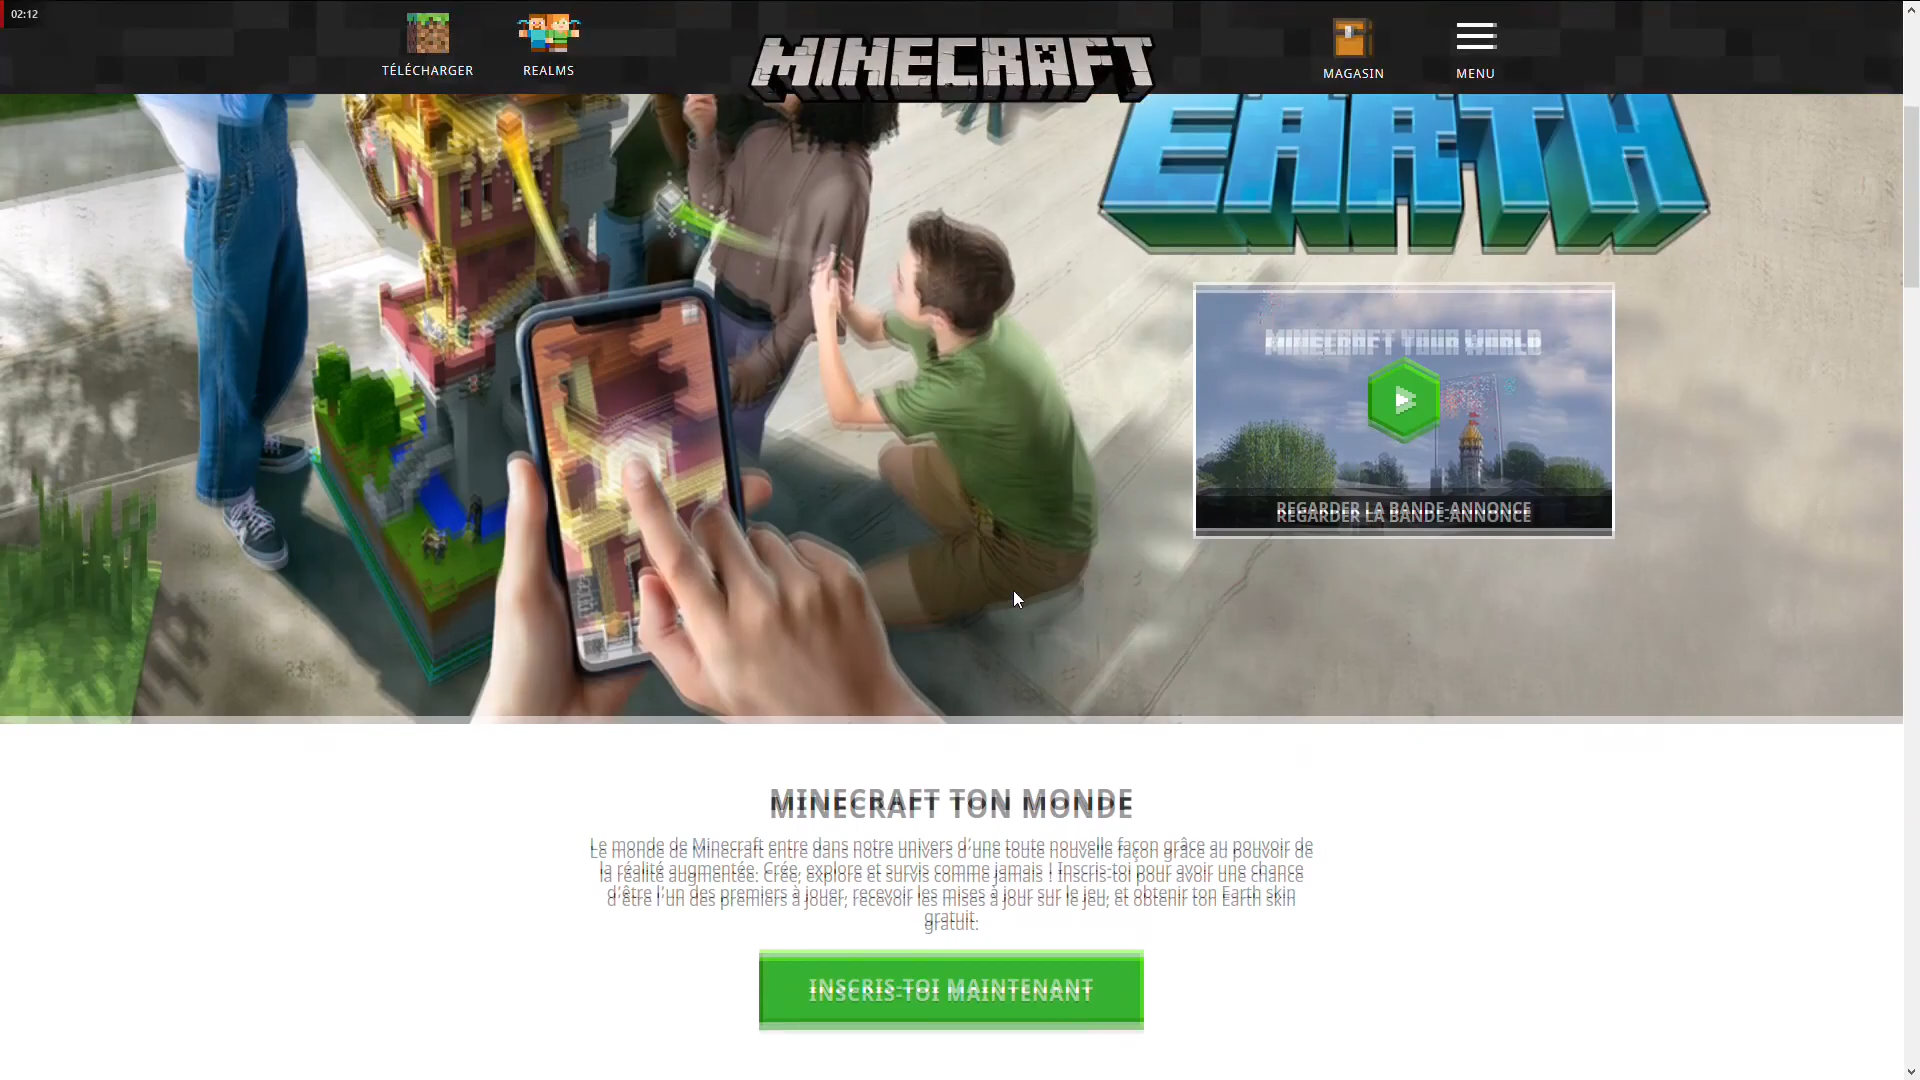 02:12
TÉLÉCHARGER
REALMS
MINECRAFT
MAGASIN
MENU
EARTH
MINECRAFT YOUR WORLD
REGARDER LA BANDE-ANNONCE
MINECRAFT TON MONDE
Le monde de Minecraft entre dans notre univers d’une toute nouvelle façon grâce au pouvoir de
la réalité augmentée. Crée, explore et survis comme jamais ! Inscris-toi pour avoir une chance
d’être l’un des premiers à jouer, recevoir les mises à jour sur le jeu, et obtenir ton Earth skin
gratuit.
INSCRIS-TOI MAINTENANT